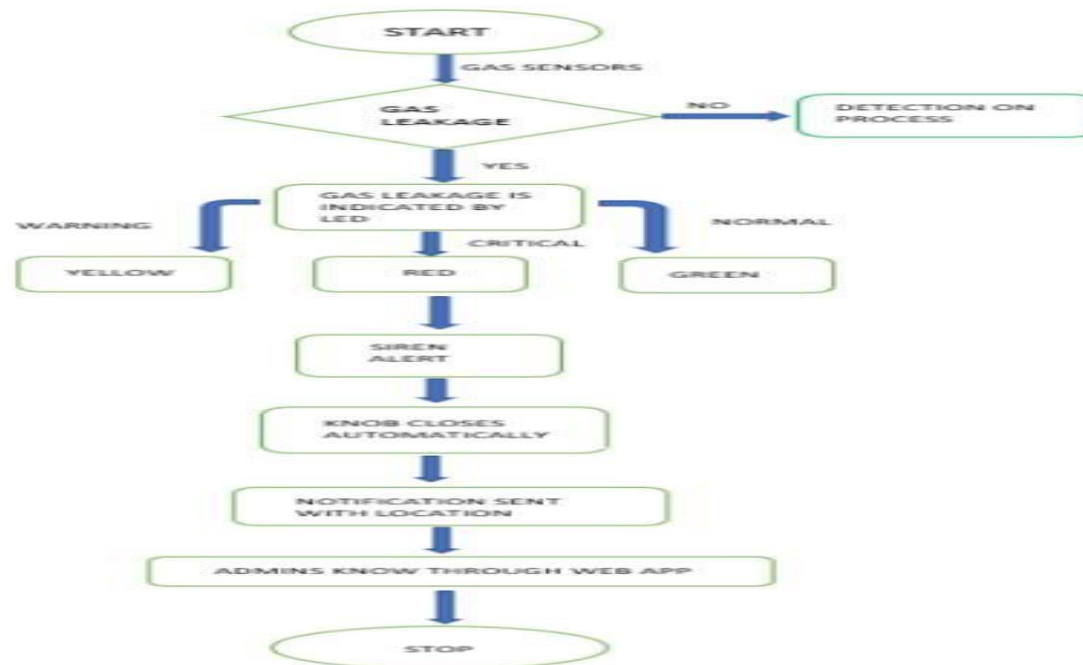 START
GAS SENSORS
GAS
LEAKAGE
NO
DETECTION ON
PROCESS
YES
GAS LEAKAGE IS
INDICATED BY
LED
WARNING
CRITICAL
NORMAL
YELLOW
RED
GREEN
SIREN
ALERT
KNOB CLOSES
AUTOMATICALLY
NOTIFICATION SENT
WITH LOCATION
ADMINS KNOW THROUGH WEB APP
STOP